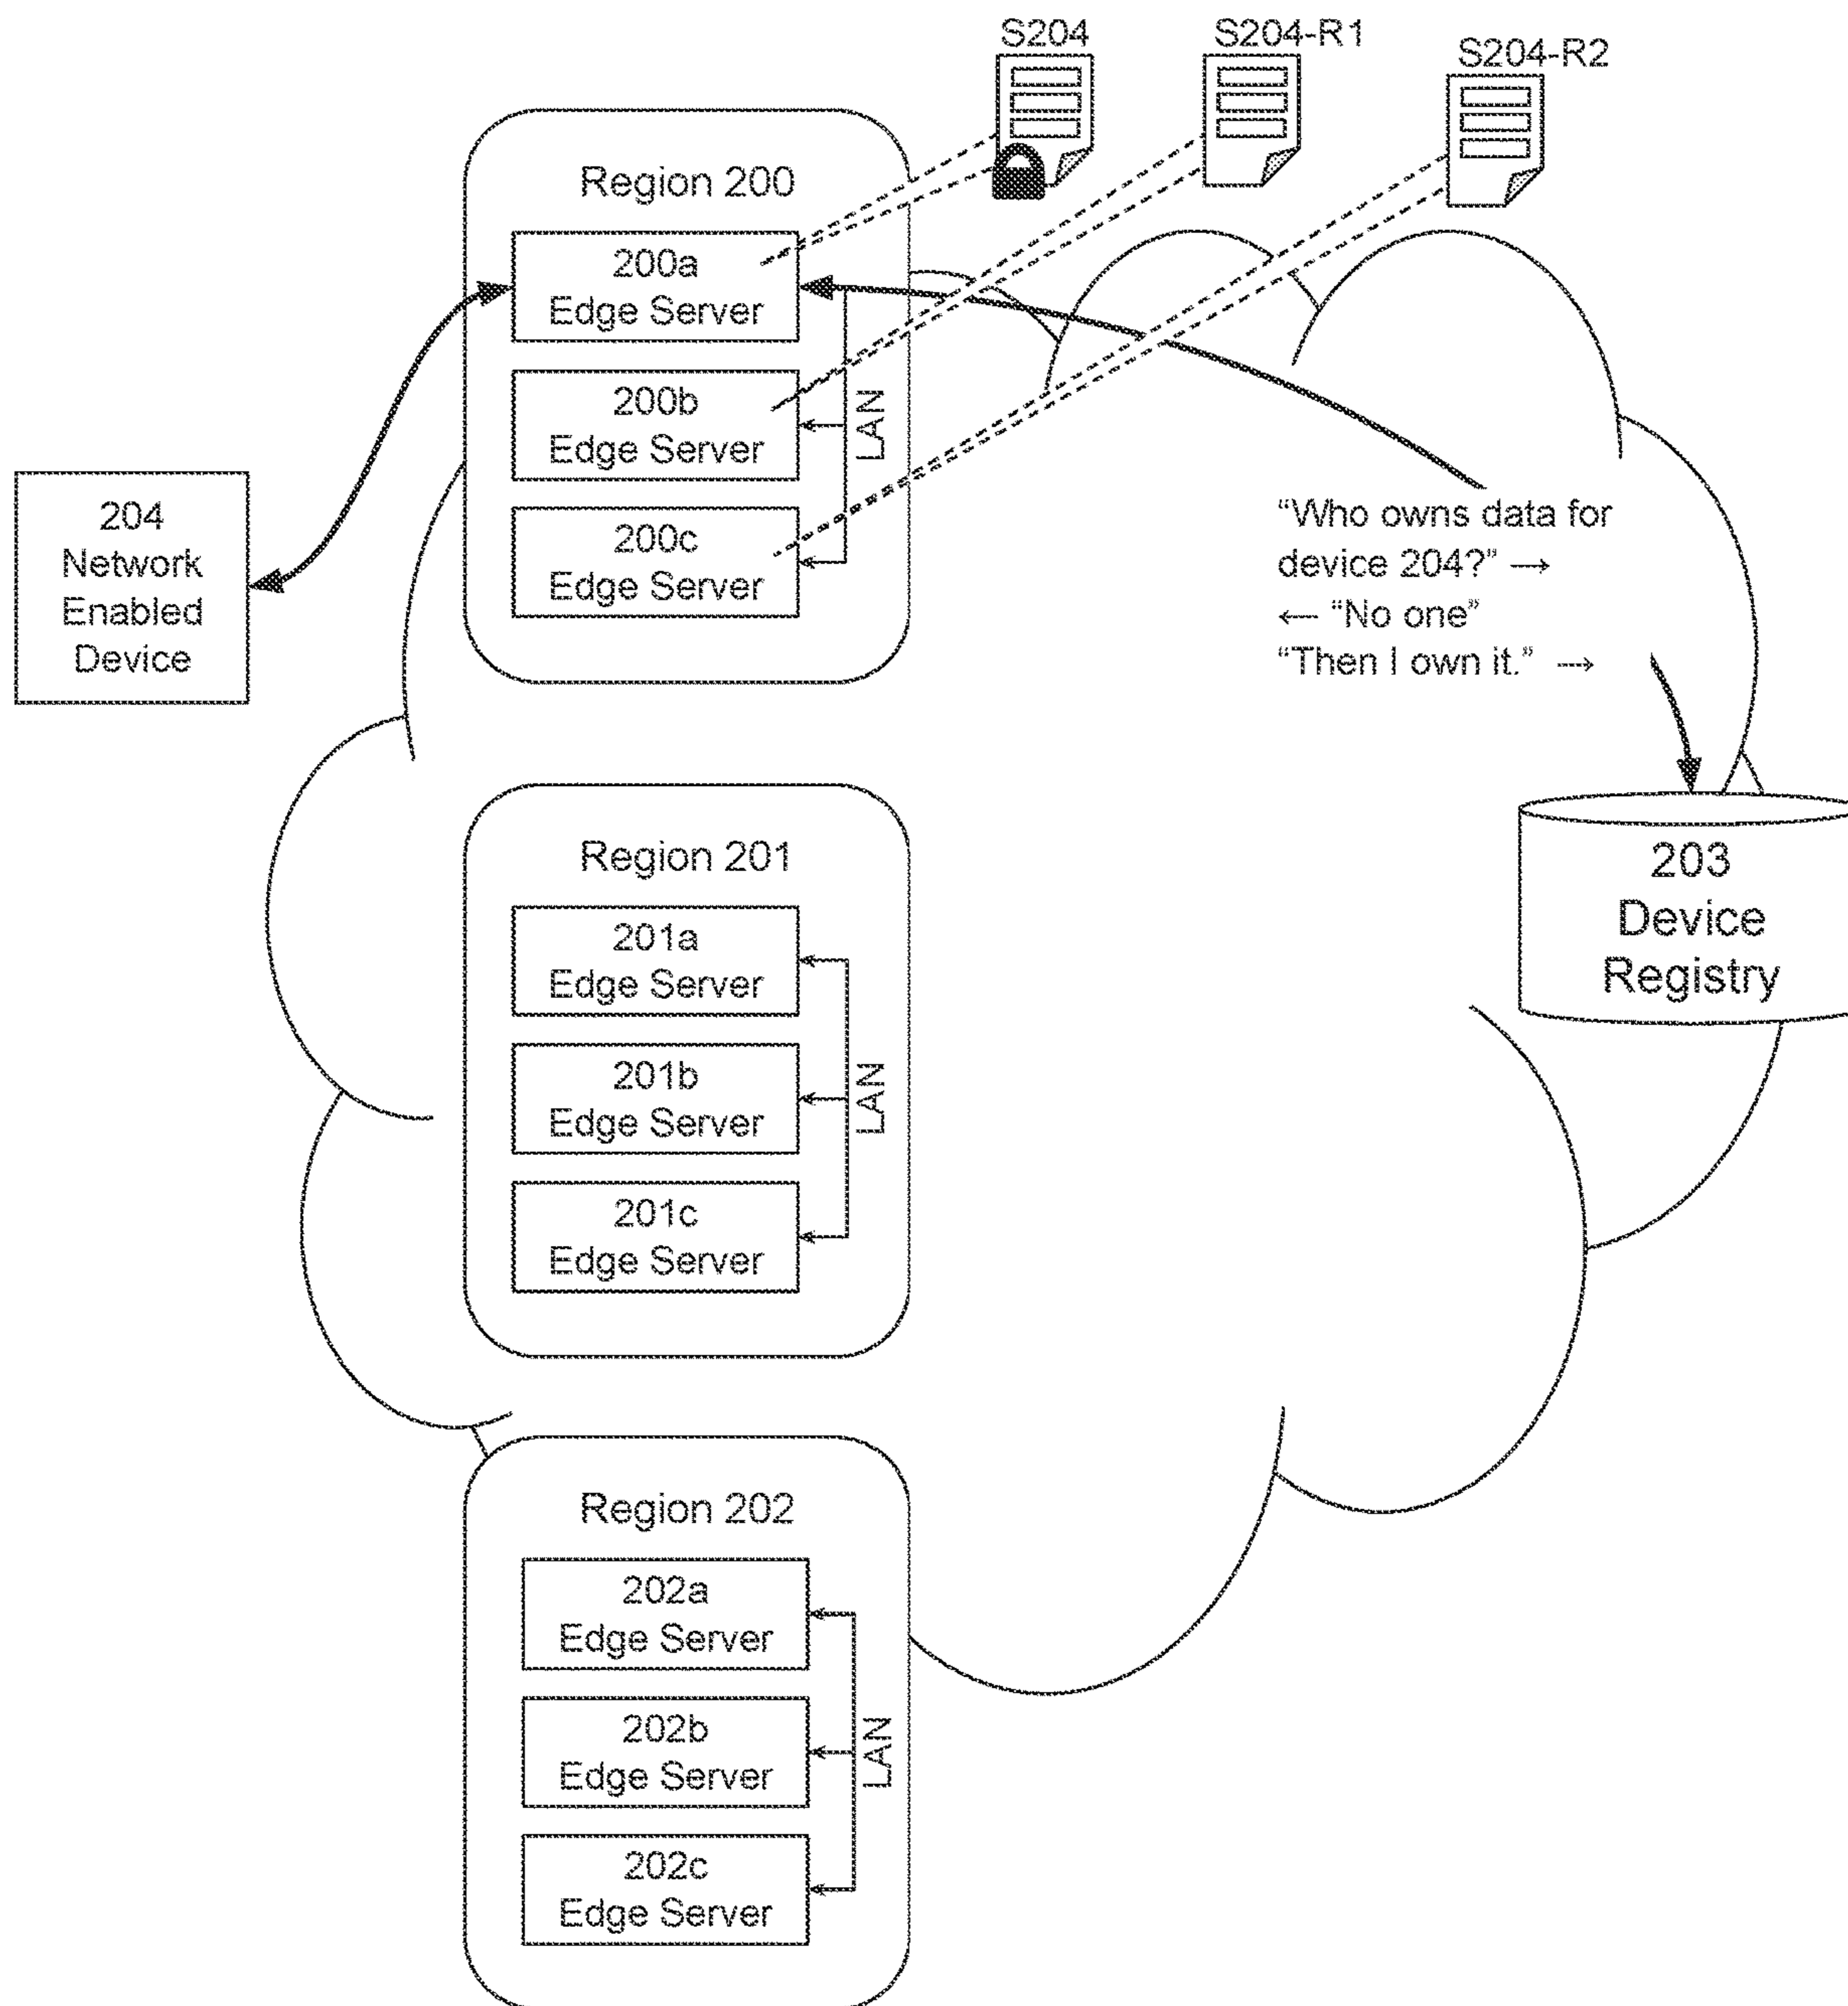 S204
S204-R1
S204-R2
Region 200
200a
Edge Server
200b
Edge Server
200c
Edge Server
LAN
204
Network
Enabled
Device
“Who owns data for
device 204?” →
← “No one”
“Then I own it.” →
Region 201
201a
Edge Server
201b
Edge Server
201c
Edge Server
LAN
203
Device
Registry
Region 202
202a
Edge Server
202b
Edge Server
202c
Edge Server
LAN